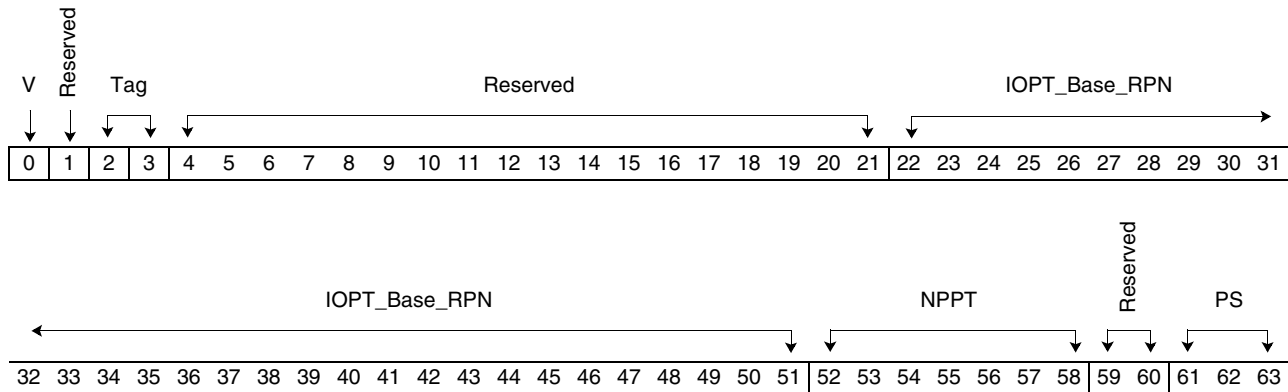 V Reserved Tag Reserved IOPT_Base_RPN
0 1 2 3 4 5 6 7 8 9 10 11 12 13 14 15 16 17 18 19 20 21 22 23 24 25 26 27 28 29 30 31
IOPT_Base_RPN NPPT Reserved PS
32 33 34 35 36 37 38 39 40 41 42 43 44 45 46 47 48 49 50 51 52 53 54 55 56 57 58 59 60 61 62 63